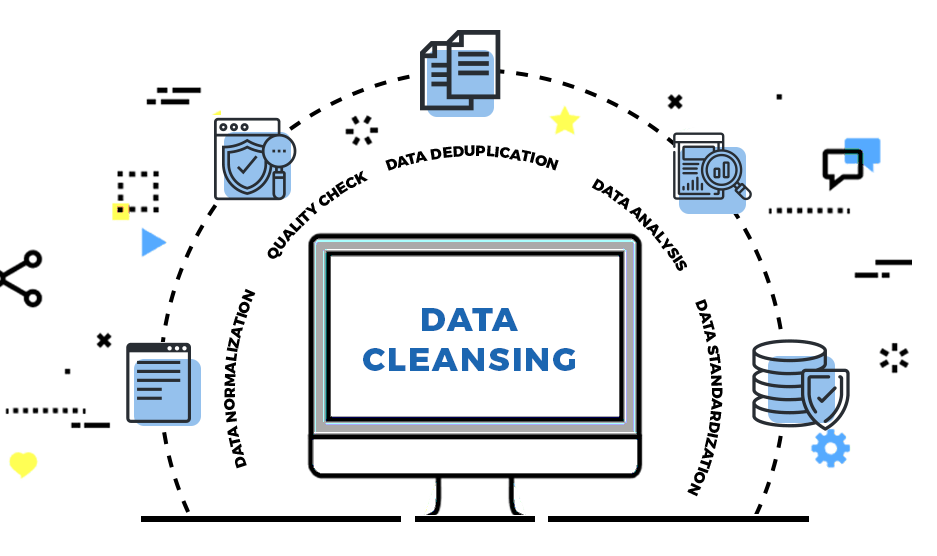 DATA NORMALIZATION
QUALITY CHECK
DATA DEDUPLICATION
DATA ANALYSIS
DATA STANDARDIZATION
DATA
CLEANSING